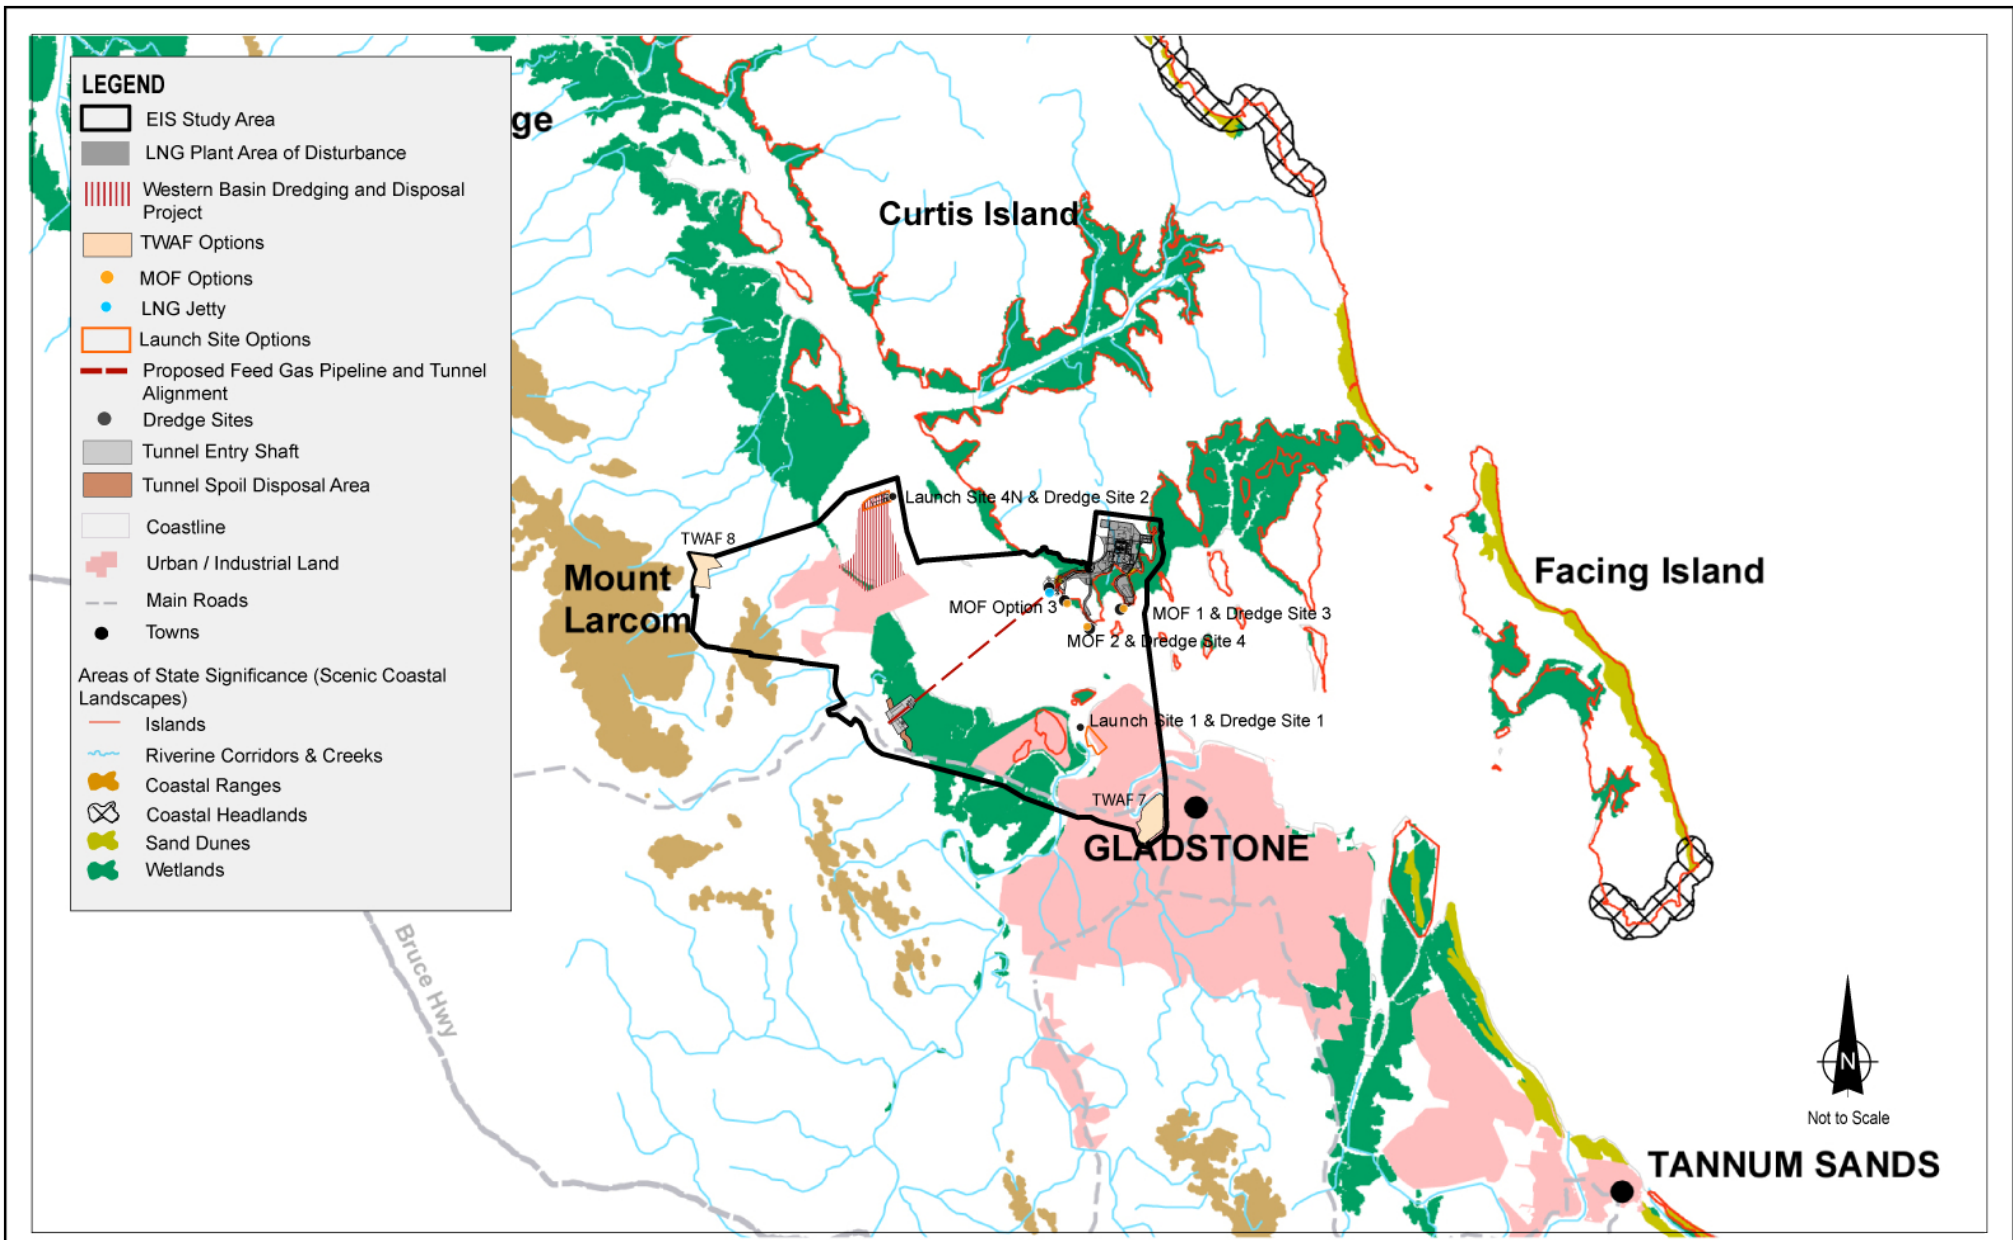 LEGEND
EIS Study Area
LNG Plant Area of Disturbance
Western Basin Dredging and Disposal
Project
TWAF Options
MOF Options
LNG Jetty
Launch Site Options
Proposed Feed Gas Pipeline and Tunnel
Alignment
Dredge Sites
Tunnel Entry Shaft
Tunnel Spoil Disposal Area
Coastline
Urban / Industrial Land
Main Roads
Towns
Areas of State Significance (Scenic Coastal
Landscapes)
Islands
Riverine Corridors & Creeks
Coastal Ranges
Coastal Headlands
Sand Dunes
Wetlands
ge
Curtis Island
Launch Site 4N & Dredge Site 2
TWAF 8
Mount
Larcom
Facing Island
MOF Option 3
MOF 1 & Dredge Site 3
MOF 2 & Dredge Site 4
Launch Site 1 & Dredge Site 1
TWAF 7
GLADSTONE
Bruce Hwy
N
Not to Scale
TANNUM SANDS